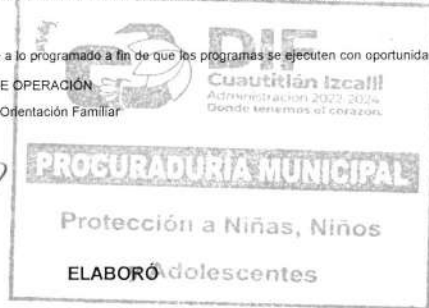 a lo programado a fin de que los programas se ejecuten con oportunida
E OPERACIÓN
Orientación Familiar
DIF
Cuautitlán Izcalli
Administración 2022-2024
Donde tenemos el corazón.
PROCURADURÍA MUNICIPAL
Protección a Niñas, Niños
y Adolescentes
ELABORÓ